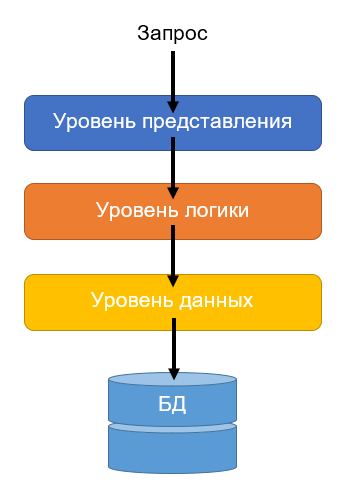 Запрос
Уровень представления
Уровень логики
Уровень данных
БД